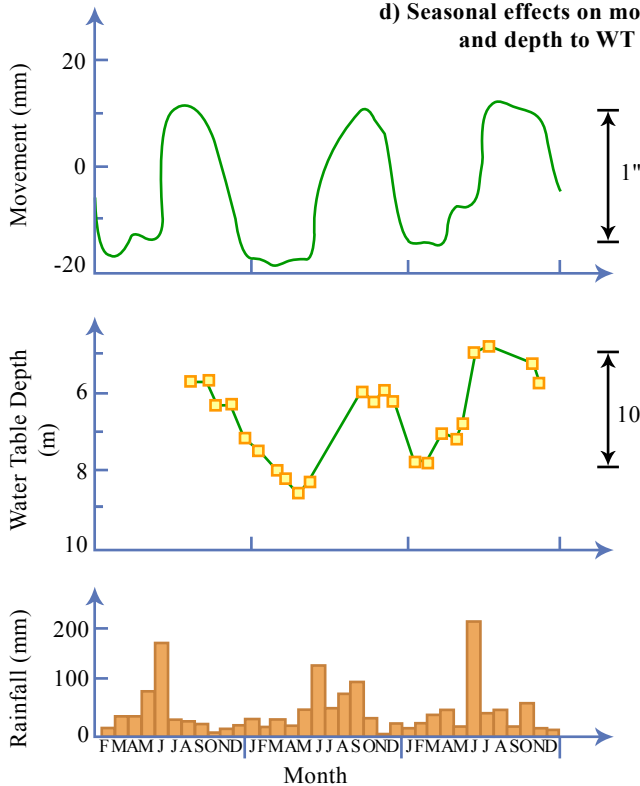 d) Seasonal effects on mo
and depth to WT
Movement (mm)
20
0
-20
1"
Water Table Depth
(m)
6
8
10
10
Rainfall (mm)
200
100
0
F M A M J J A S O N D J F M A M J J A S O N D J F M A M J J A S O N D
Month